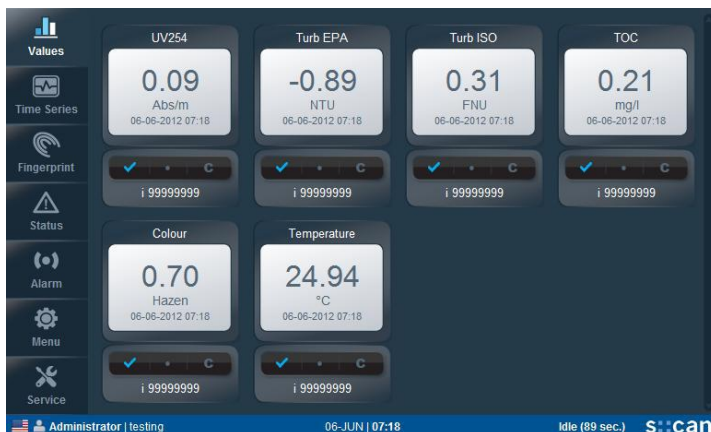 Values
Time Series
Fingerprint
Status
Alarm
Menu
Service
UV254
0.09
Abs/m
06-06-2012 07:18
C
i 99999999
Turb EPA
-0.89
NTU
06-06-2012 07:18
C
i 99999999
Turb ISO
0.31
FNU
06-06-2012 07:18
C
i 99999999
TOC
0.21
mg/l
06-06-2012 07:18
C
i 99999999
Colour
0.70
Hazen
06-06-2012 07:18
C
i 99999999
Temperature
24.94
°C
06-06-2012 07:18
C
i 99999999
Administrator | testing
06-JUN | 07:18
Idle (89 sec.)
s::can